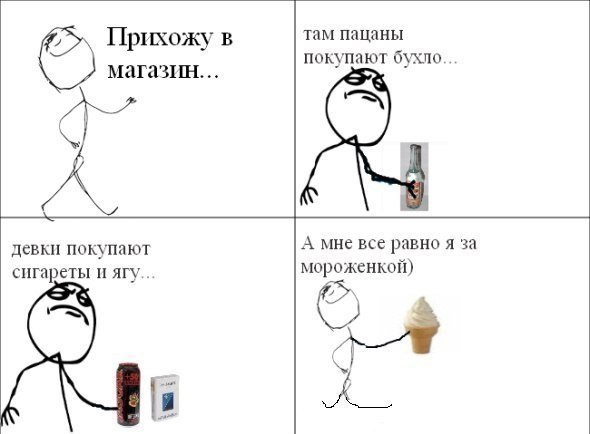 Прихожу в
магазин...
там пацаны
покупают бухло...
девки покупают
сигареты и ягу...
А мне все равно я за
мороженкой)